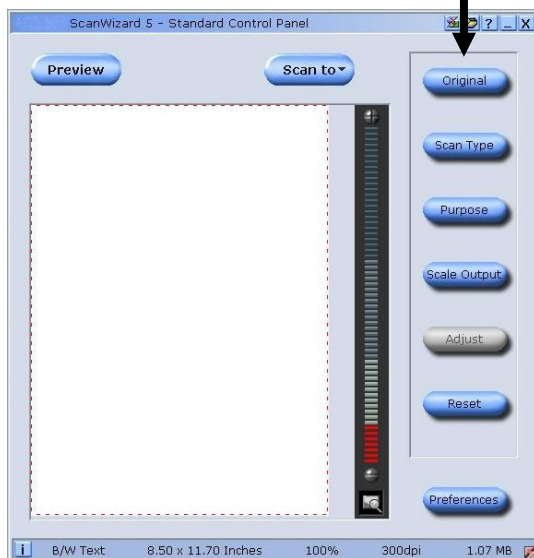 ScanWizard 5 - Standard Control Panel
? _ X
Preview
Scan to
Original
Scan Type
Purpose
Scale Output
Adjust
Reset
Preferences
i B/W Text 8.50 x 11.70 Inches 100% 300dpi 1.07 MB